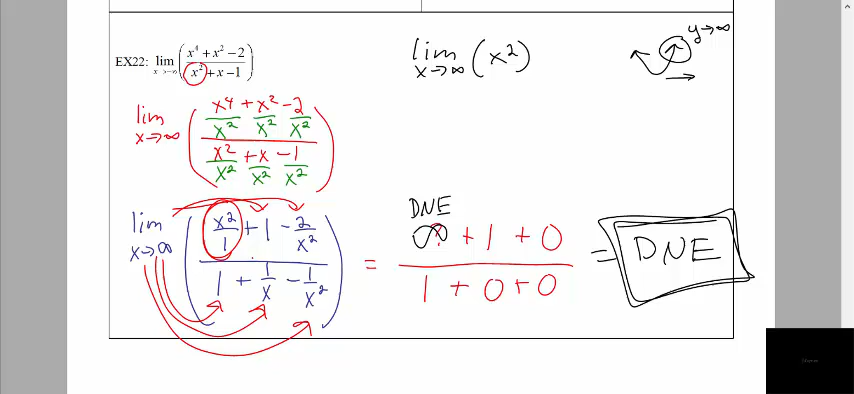 EX22: lim x→−∞ ( x⁴ + x² − 2 / x² + x − 1 )
lim x→∞ (x²)
y→∞
lim x→∞ ( x⁴/x² + x²/x² − 2/x² / x²/x² + x/x² − 1/x² )
lim x→∞ ( x²/1 + 1 − 2/x² / 1 + 1/x − 1/x² )
DNE
= ∞ + 1 + 0 / 1 + 0 + 0
= DNE